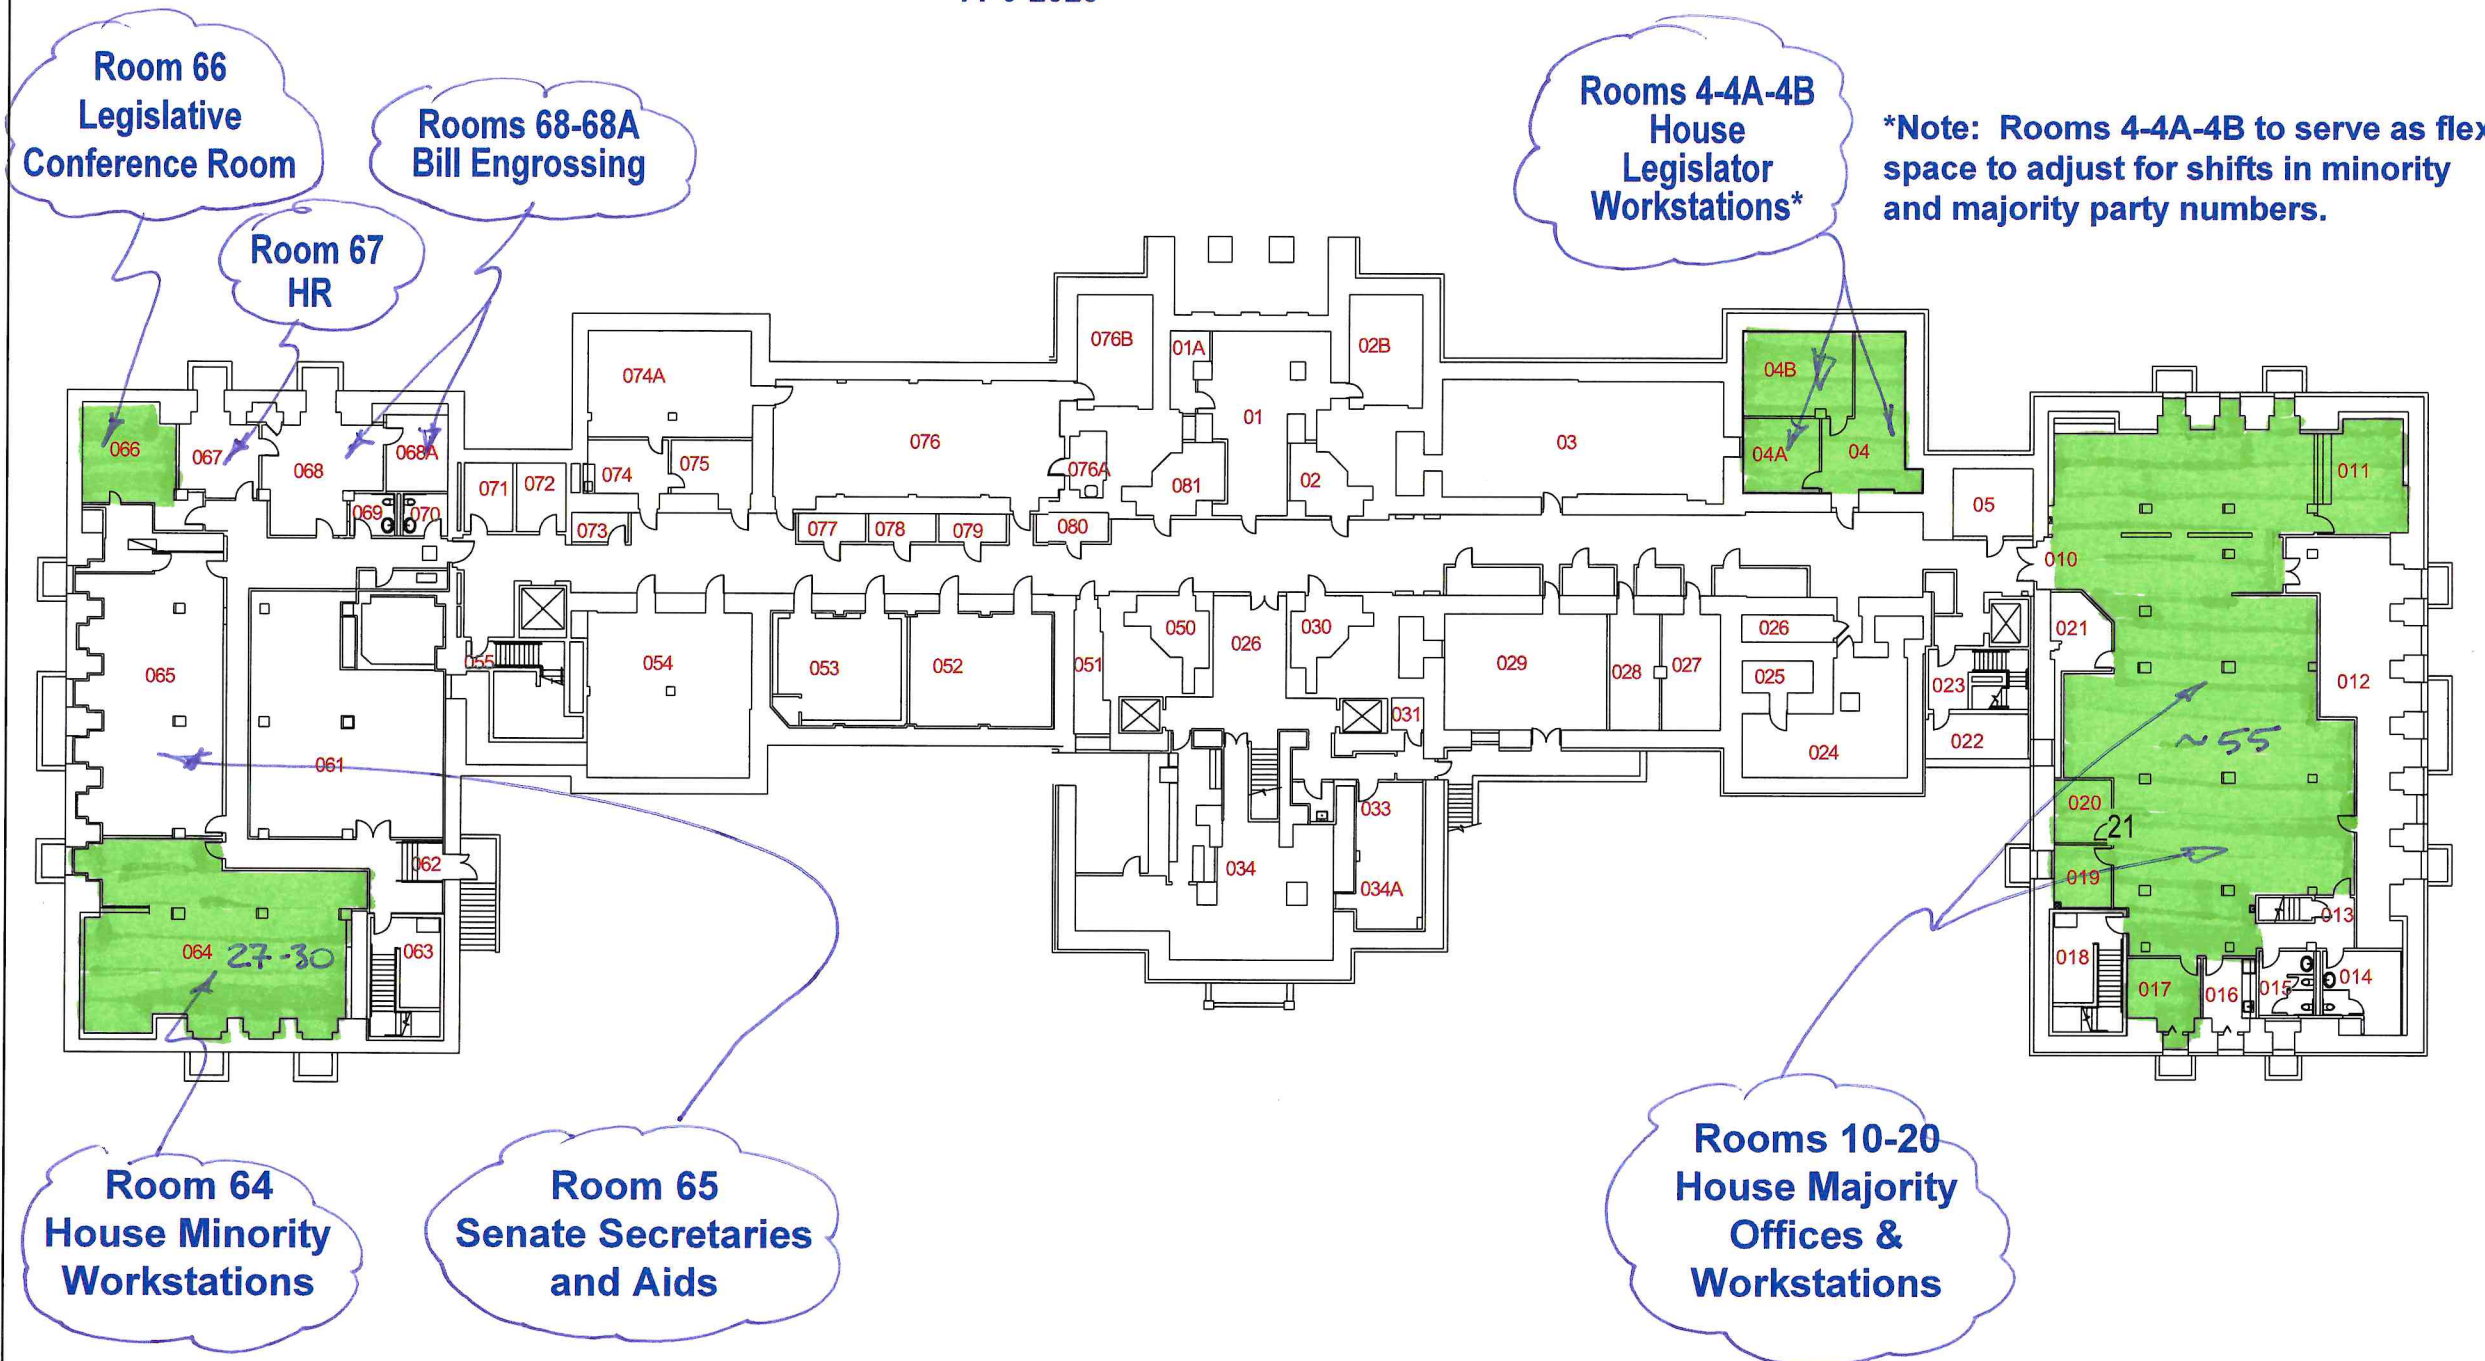 Room 66
Legislative
Conference Room
Rooms 68-68A
Bill Engrossing
Room 67
HR
Rooms 4-4A-4B
House
Legislator
Workstations*
*Note: Rooms 4-4A-4B to serve as flex
space to adjust for shifts in minority
and majority party numbers.
066
067
068
068A
069
070
071
072
073
074A
074
075
076
076B
076A
077
078
079
080
081
01A
01
02B
02
03
04B
04A
04
05
010
011
012
065
061
055
054
053
052
051
050
026
030
031
029
028
027
026
025
024
023
022
021
~55
020
21
019
018
017
016
015
014
013
033
034
034A
062
063
064
27-30
Room 64
House Minority
Workstations
Room 65
Senate Secretaries
and Aids
Rooms 10-20
House Majority
Offices &
Workstations